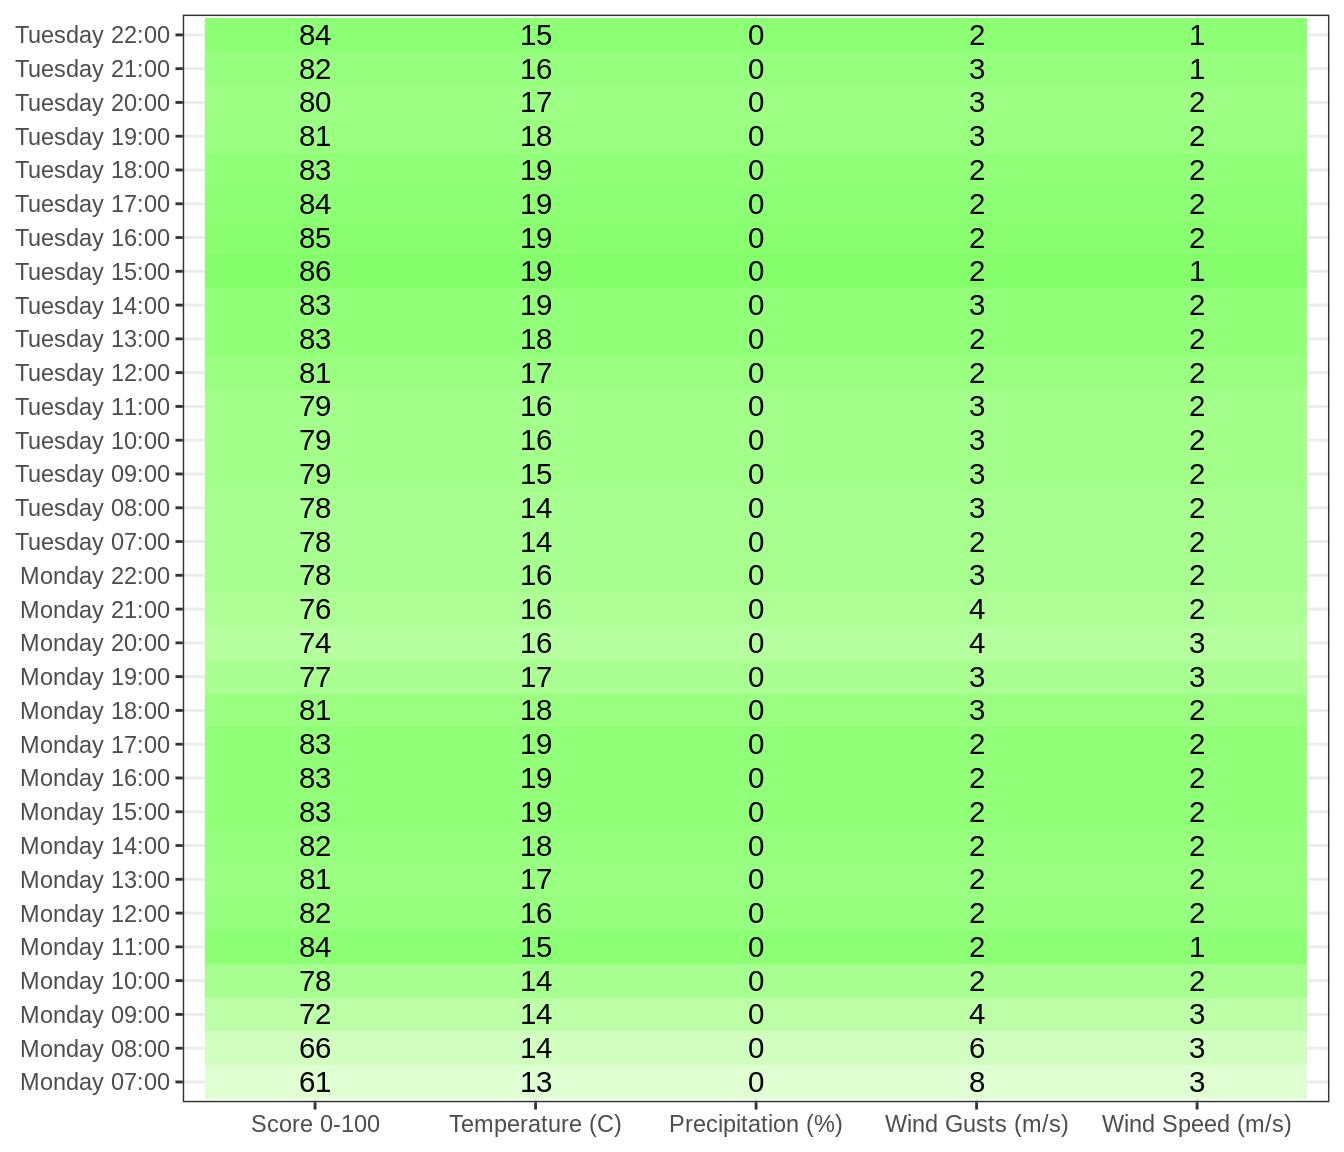 Tuesday 22:00 84 15 0 2 1
Tuesday 21:00 82 16 0 3 1
Tuesday 20:00 80 17 0 3 2
Tuesday 19:00 81 18 0 3 2
Tuesday 18:00 83 19 0 2 2
Tuesday 17:00 84 19 0 2 2
Tuesday 16:00 85 19 0 2 2
Tuesday 15:00 86 19 0 2 1
Tuesday 14:00 83 19 0 3 2
Tuesday 13:00 83 18 0 2 2
Tuesday 12:00 81 17 0 2 2
Tuesday 11:00 79 16 0 3 2
Tuesday 10:00 79 16 0 3 2
Tuesday 09:00 79 15 0 3 2
Tuesday 08:00 78 14 0 3 2
Tuesday 07:00 78 14 0 2 2
Monday 22:00 78 16 0 3 2
Monday 21:00 76 16 0 4 2
Monday 20:00 74 16 0 4 3
Monday 19:00 77 17 0 3 3
Monday 18:00 81 18 0 3 2
Monday 17:00 83 19 0 2 2
Monday 16:00 83 19 0 2 2
Monday 15:00 83 19 0 2 2
Monday 14:00 82 18 0 2 2
Monday 13:00 81 17 0 2 2
Monday 12:00 82 16 0 2 2
Monday 11:00 84 15 0 2 1
Monday 10:00 78 14 0 2 2
Monday 09:00 72 14 0 4 3
Monday 08:00 66 14 0 6 3
Monday 07:00 61 13 0 8 3
Score 0-100 Temperature (C) Precipitation (%) Wind Gusts (m/s) Wind Speed (m/s)